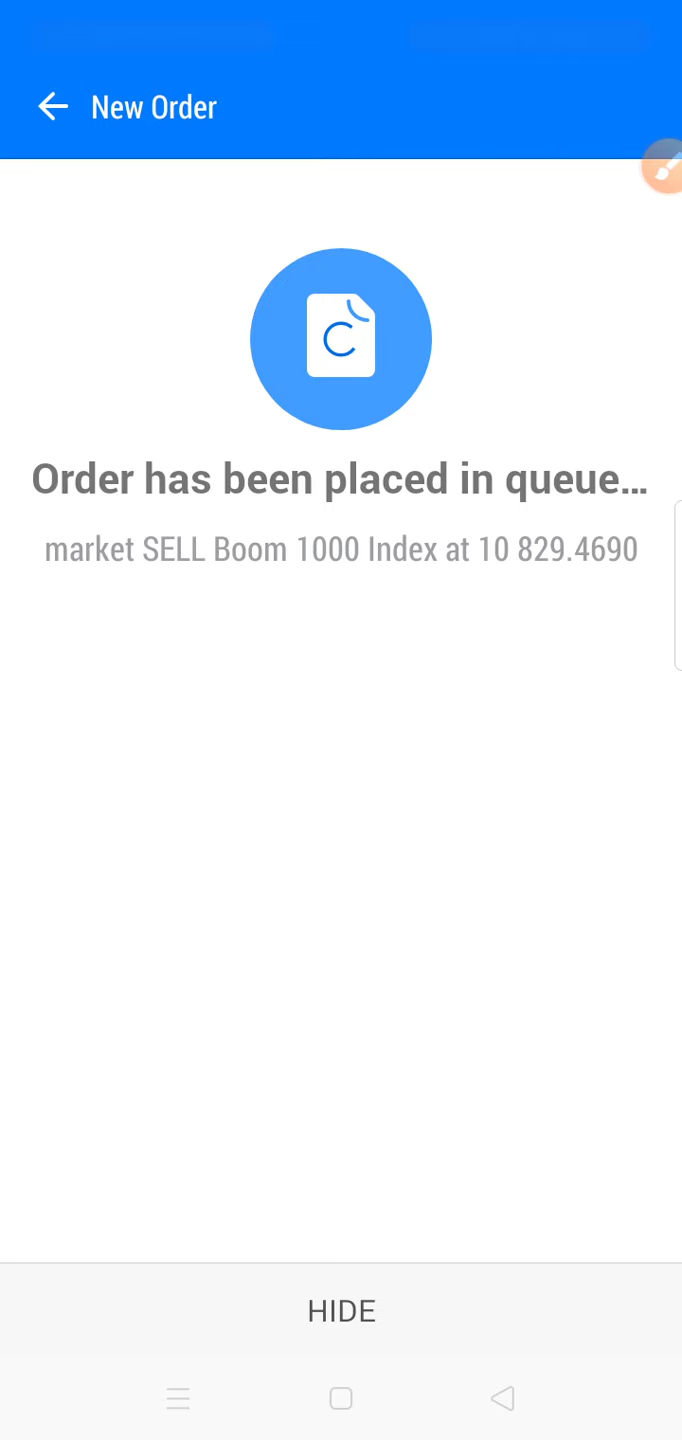 New Order
Order has been placed in queue...
market SELL Boom 1000 Index at 10 829.4690
HIDE